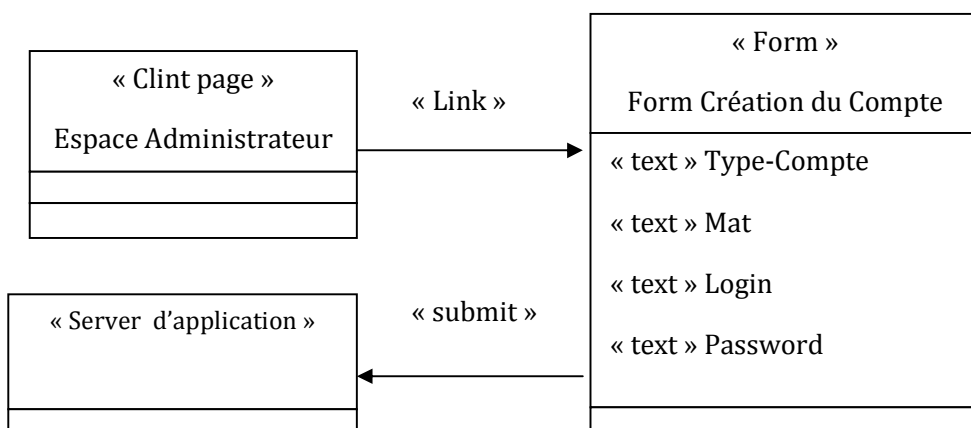 « Clint page »
Espace Administrateur
« Link »
« Form »
Form Création du Compte
« text » Type-Compte
« text » Mat
« text » Login
« text » Password
« submit »
« Server d’application »